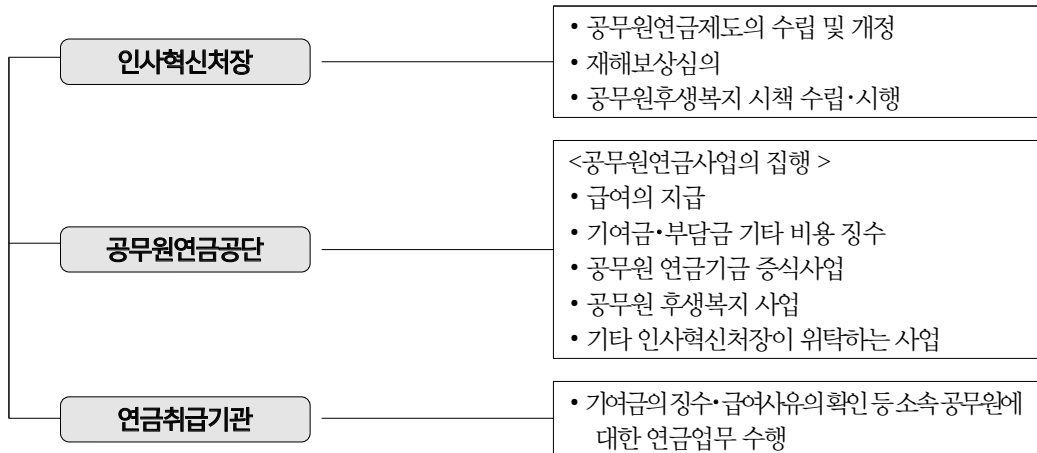 인사혁신처장
• 공무원연금제도의 수립 및 개정
• 재해보상심의
• 공무원후생복지 시책 수립·시행
공무원연금공단
<공무원연금사업의 집행 >
• 급여의 지급
• 기여금·부담금 기타 비용 징수
• 공무원 연금기금 증식사업
• 공무원 후생복지 사업
• 기타 인사혁신처장이 위탁하는 사업
연금취급기관
• 기여금의 징수·급여사유의 확인 등 소속 공무원에
대한 연금업무 수행